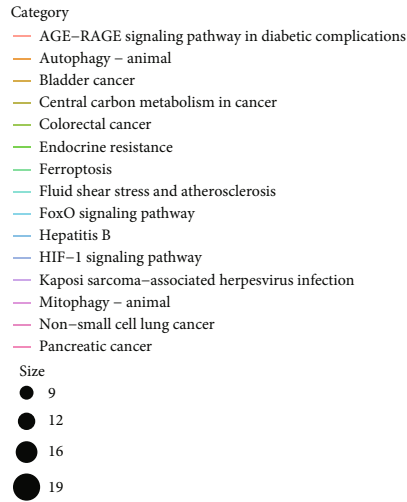 Category
AGE−RAGE signaling pathway in diabetic complications
Autophagy − animal
Bladder cancer
Central carbon metabolism in cancer
Colorectal cancer
Endocrine resistance
Ferroptosis
Fluid shear stress and atherosclerosis
FoxO signaling pathway
Hepatitis B
HIF−1 signaling pathway
Kaposi sarcoma−associated herpesvirus infection
Mitophagy − animal
Non−small cell lung cancer
Pancreatic cancer
Size
9
12
16
19